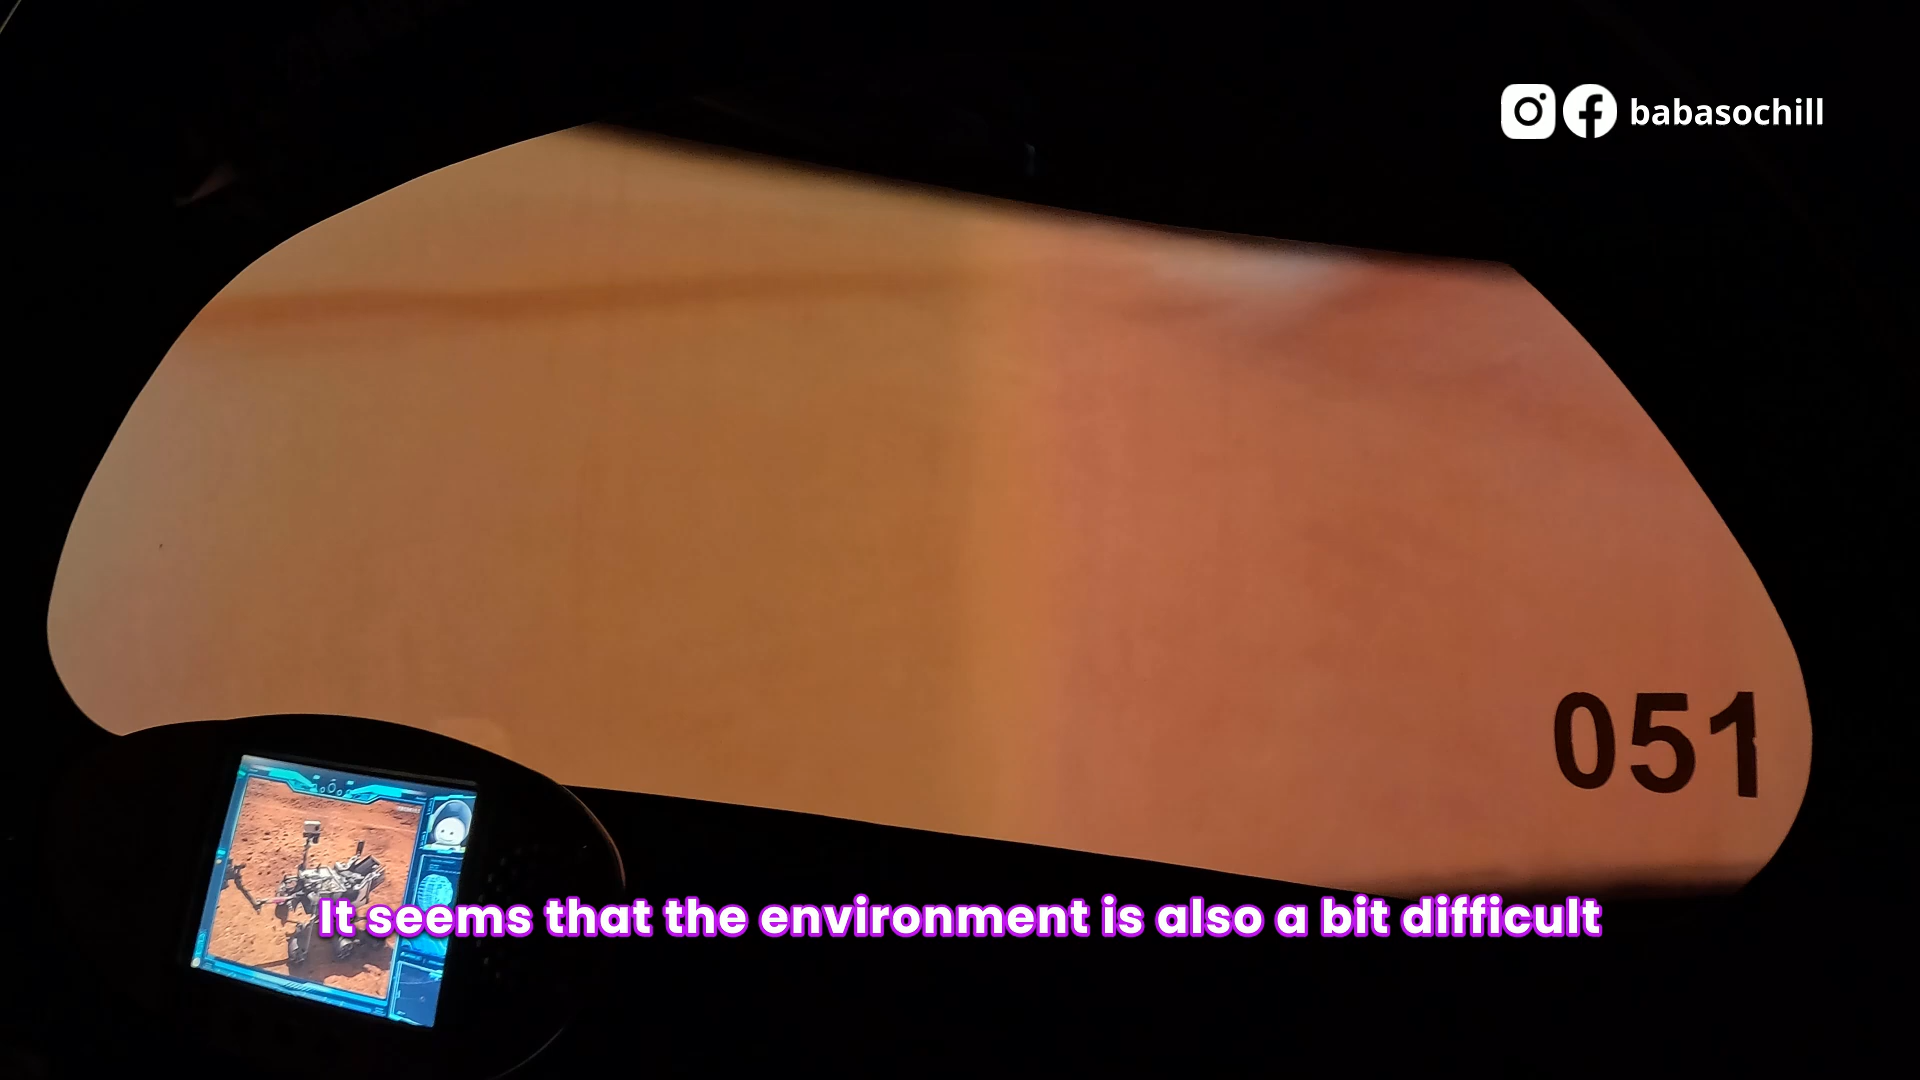 babasochill
051
It seems that the environment is also a bit difficult